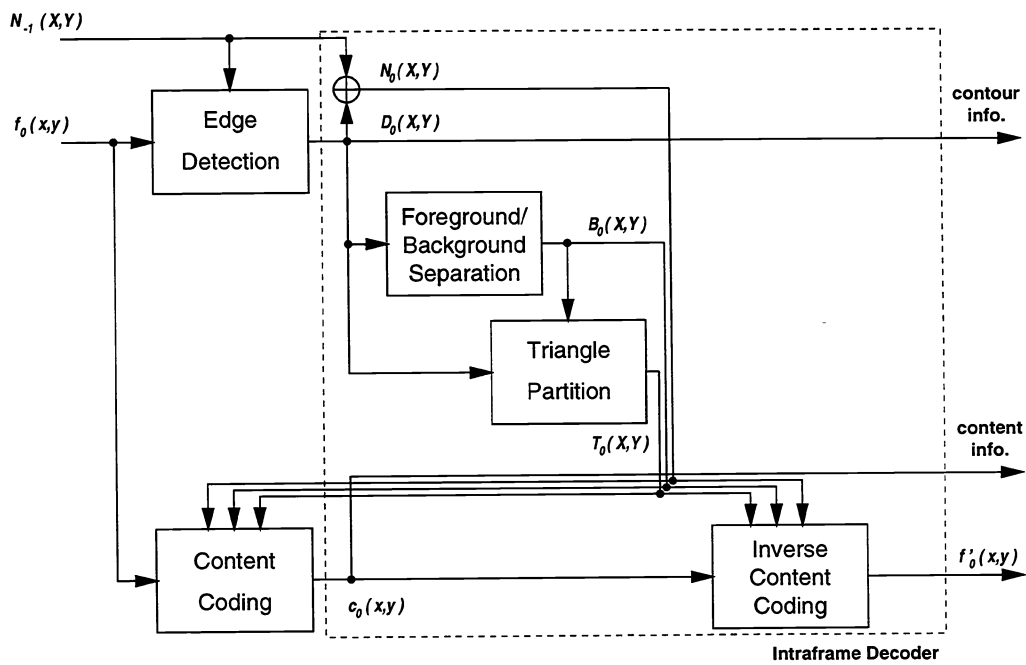 N₋₁(X,Y)
N₀(X,Y)
contour
info.
f₀(x,y)
Edge
Detection
D₀(X,Y)
Foreground/
Background
Separation
B₀(X,Y)
Triangle
Partition
T₀(X,Y)
content
info.
Content
Coding
c₀(x,y)
Inverse
Content
Coding
f'₀(x,y)
Intraframe Decoder